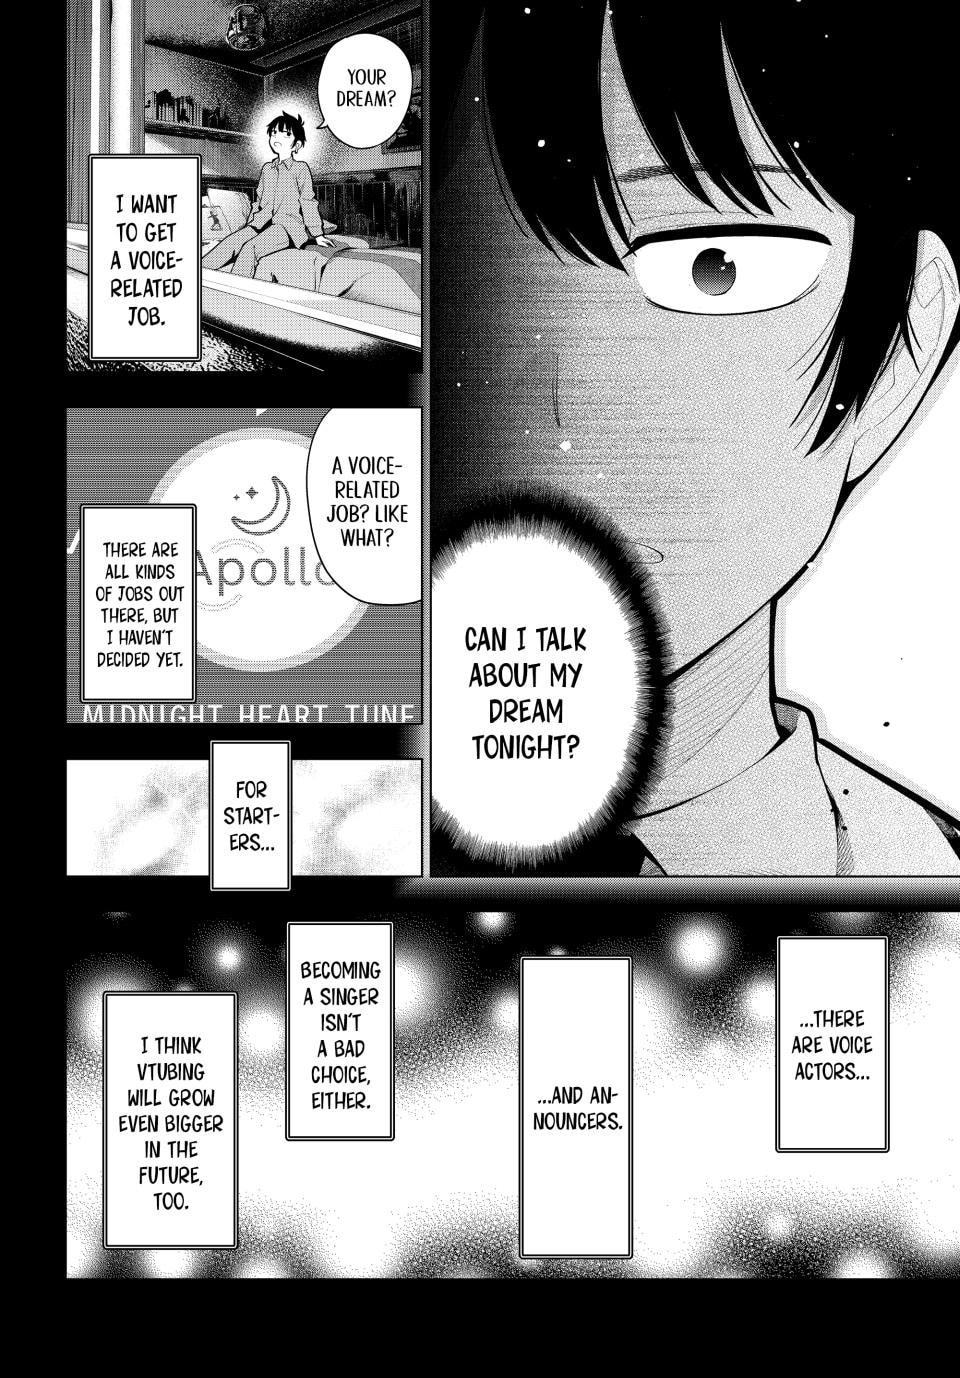 CAN I TALK
ABOUT MY
DREAM
TONIGHT?
YOUR
DREAM?
I WANT
TO GET
A VOICE-
RELATED
JOB.
A VOICE-
RELATED
JOB? LIKE
WHAT?
Apollo
THERE ARE
ALL KINDS
OF JOBS OUT
THERE, BUT
I HAVEN'T
DECIDED YET.
MIDNIGHT HEART TUNE
FOR
START-
ERS...
...THERE
ARE VOICE
ACTORS...
...AND AN-
NOUNCERS.
BECOMING
A SINGER
ISN'T
A BAD
CHOICE,
EITHER.
I THINK
VTUBING
WILL GROW
EVEN BIGGER
IN THE
FUTURE,
TOO.